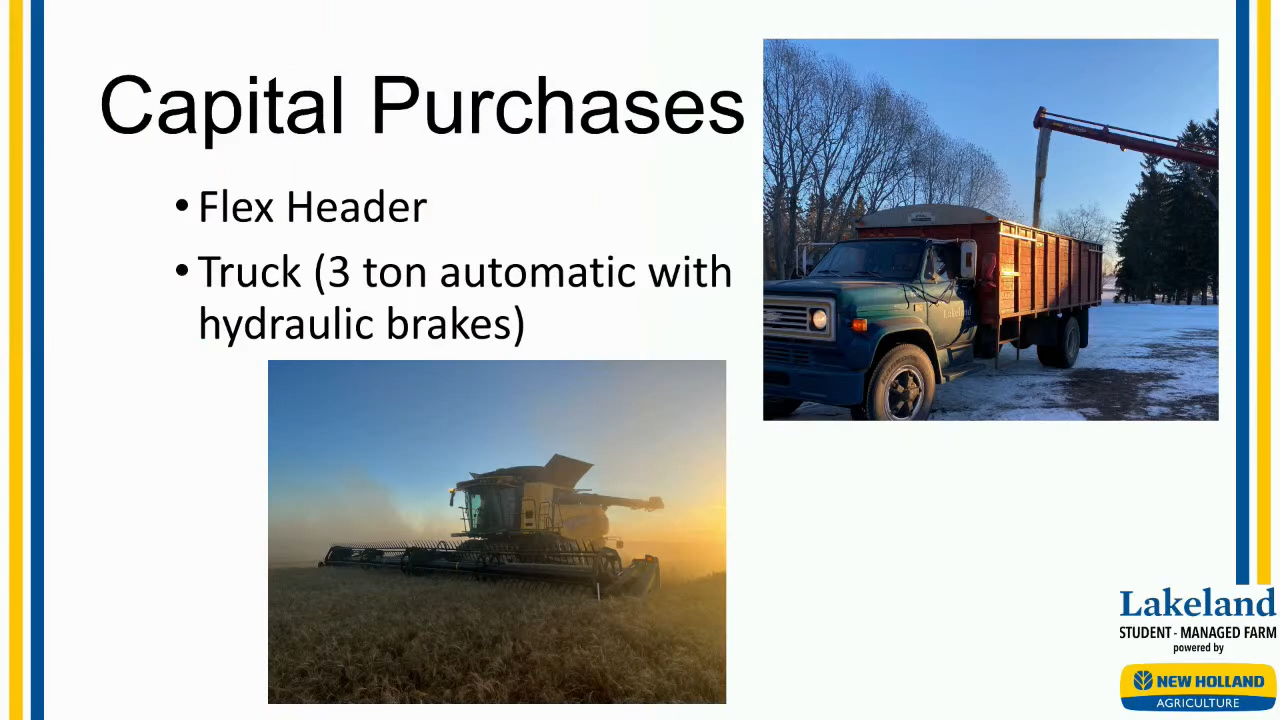 Capital Purchases
• Flex Header
• Truck (3 ton automatic with
hydraulic brakes)
Lakeland
Lakeland
STUDENT - MANAGED FARM
powered by
NEW HOLLAND
AGRICULTURE